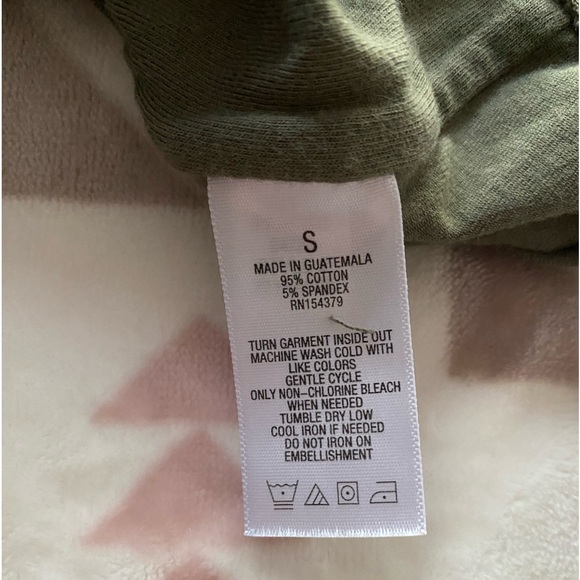 S
MADE IN GUATEMALA
95% COTTON
5% SPANDEX
RN154379
TURN GARMENT INSIDE OUT
MACHINE WASH COLD WITH
LIKE COLORS
GENTLE CYCLE
ONLY NON-CHLORINE BLEACH
WHEN NEEDED
TUMBLE DRY LOW
COOL IRON IF NEEDED
DO NOT IRON ON
EMBELLISHMENT